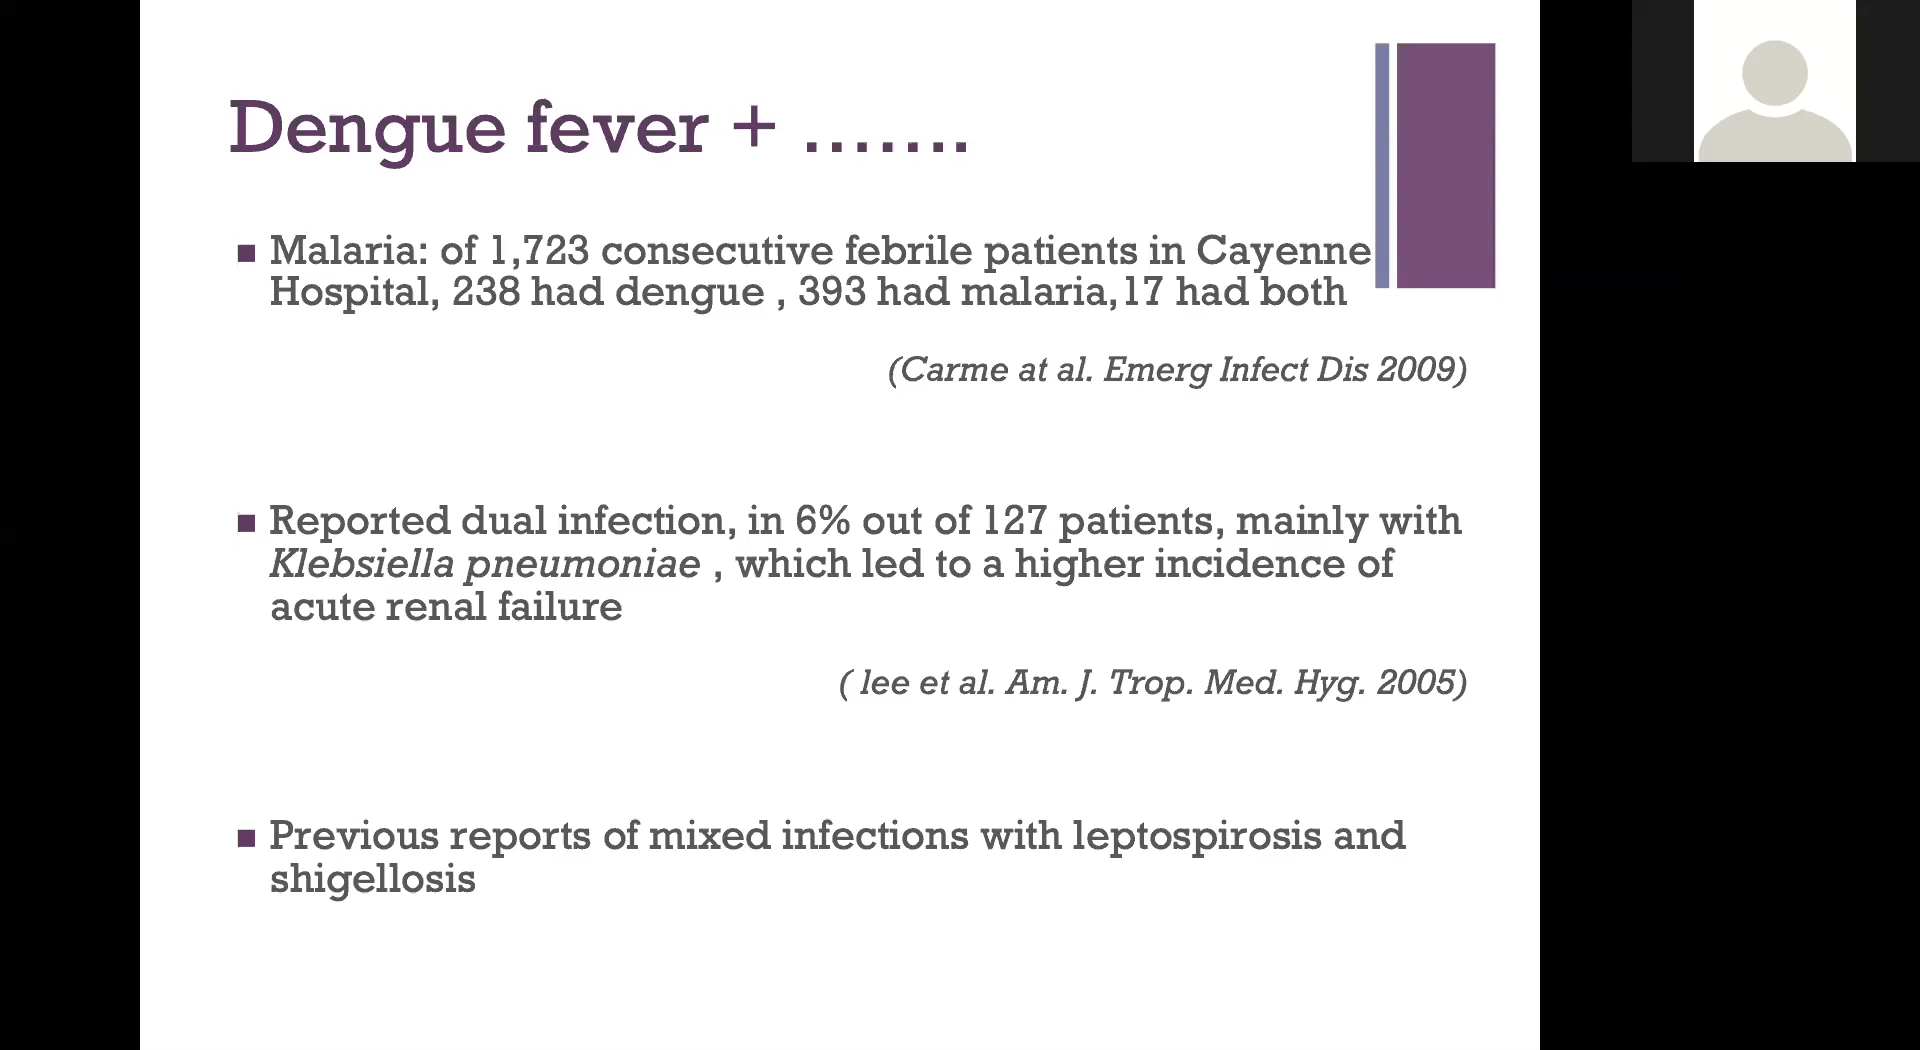 Dengue fever + .......
Malaria: of 1,723 consecutive febrile patients in Cayenne
Hospital, 238 had dengue , 393 had malaria,17 had both
(Carme at al. Emerg Infect Dis 2009)
Reported dual infection, in 6% out of 127 patients, mainly with
Klebsiella pneumoniae , which led to a higher incidence of
acute renal failure
( lee et al. Am. J. Trop. Med. Hyg. 2005)
Previous reports of mixed infections with leptospirosis and
shigellosis